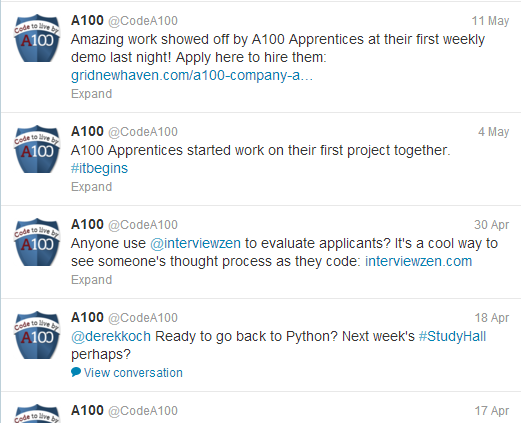 Code to live by
A100
A100 @CodeA100 11 May
Amazing work showed off by A100 Apprentices at their first weekly
demo last night! Apply here to hire them:
gridnewhaven.com/a100-company-a…
Expand
Code to live by
A100
A100 @CodeA100 4 May
A100 Apprentices started work on their first project together.
#itbegins
Expand
Code to live by
A100
A100 @CodeA100 30 Apr
Anyone use @interviewzen to evaluate applicants? It's a cool way to
see someone's thought process as they code: interviewzen.com
Expand
Code to live by
A100
A100 @CodeA100 18 Apr
@derekkoch Ready to go back to Python? Next week's #StudyHall
perhaps?
View conversation
Code to live by
A100 @CodeA100 17 Apr